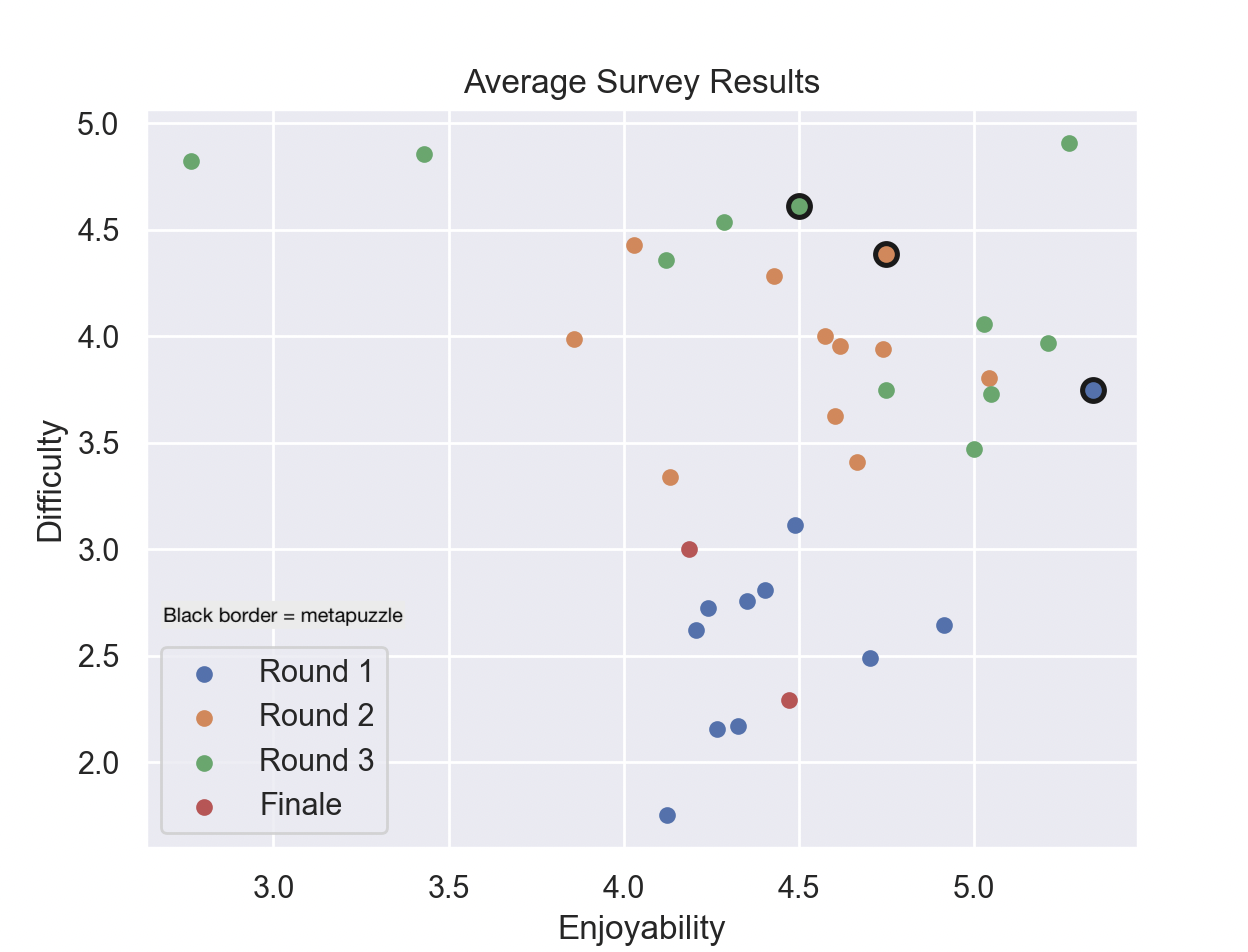 Average Survey Results
5.0
4.5
4.0
3.5
3.0
2.5
2.0
Difficulty
Black border = metapuzzle
Round 1
Round 2
Round 3
Finale
3.0
3.5
4.0
4.5
5.0
Enjoyability